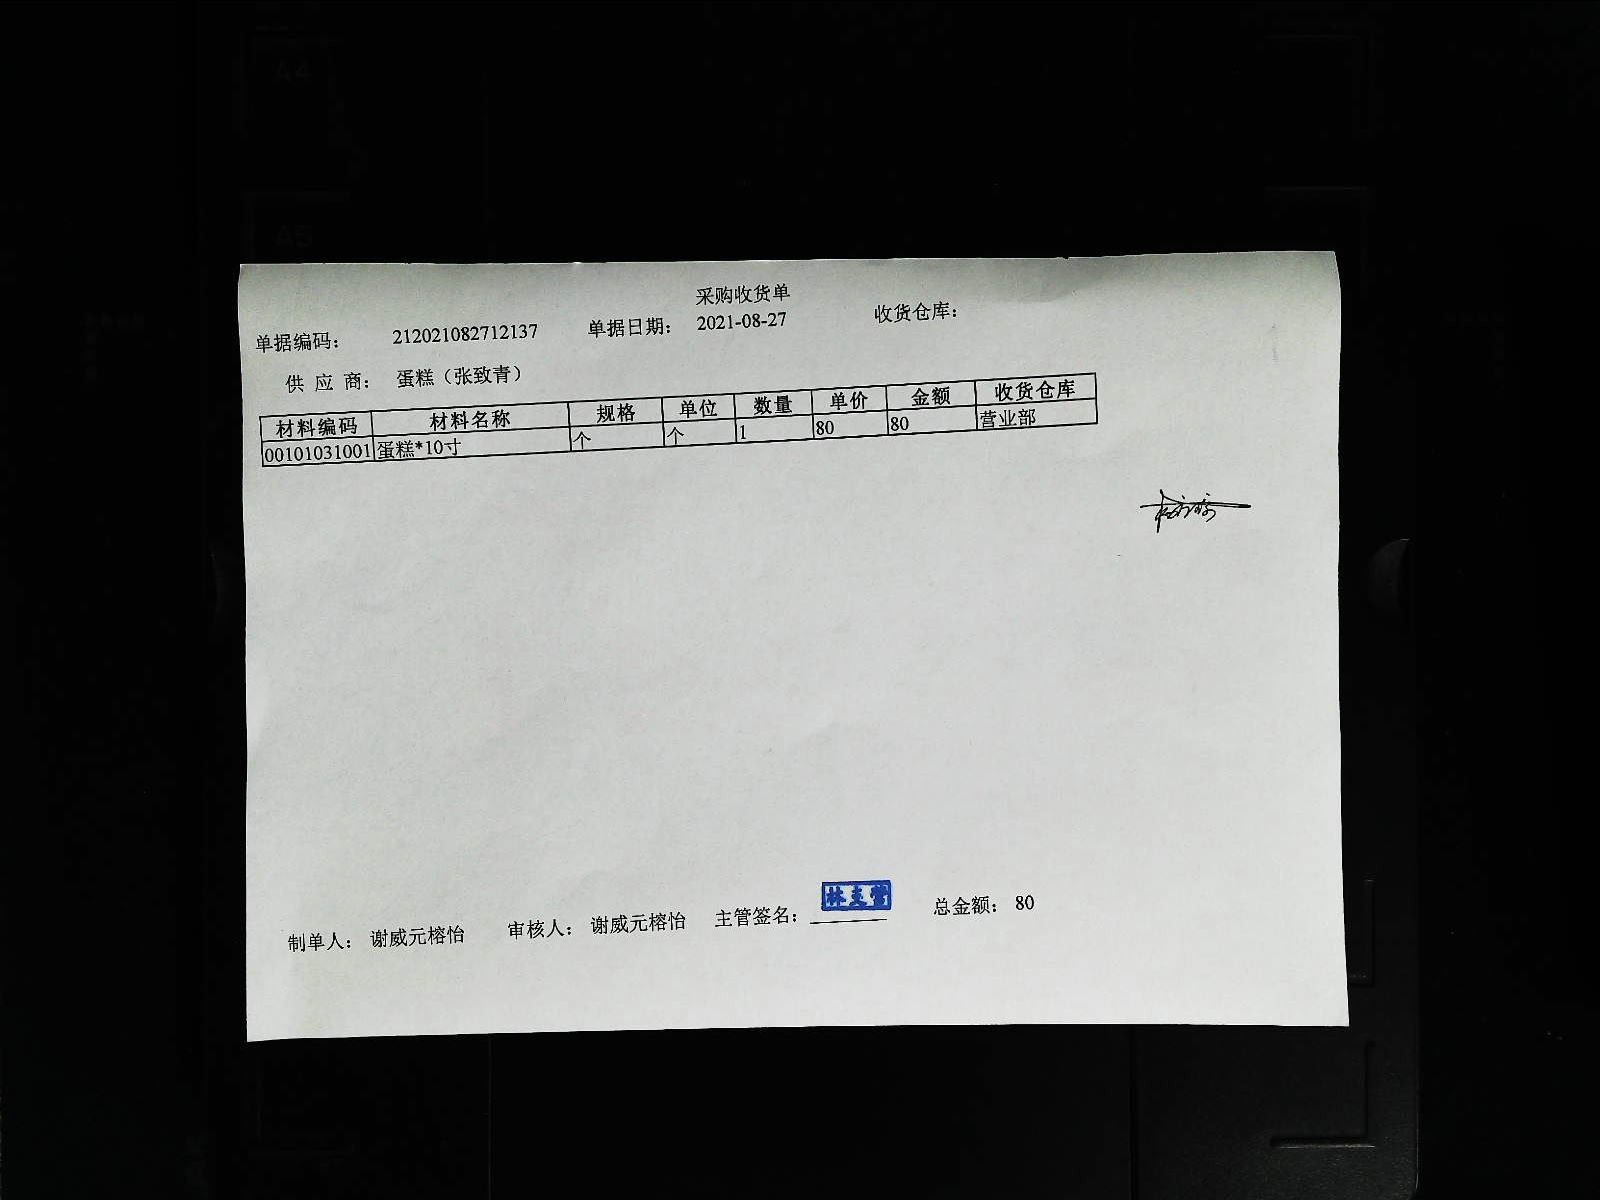 采购收货单
单据编码： 212021082712137 单据日期： 2021-08-27 收货仓库：
供 应 商： 蛋糕（张致青）
材料编码 材料名称 规格 单位 数量 单价 金额 收货仓库
00101031001 蛋糕*10寸 个 个 1 80 80 营业部
制单人： 谢威元榕怡 审核人： 谢威元榕怡 主管签名： 总金额： 80
A4
A5